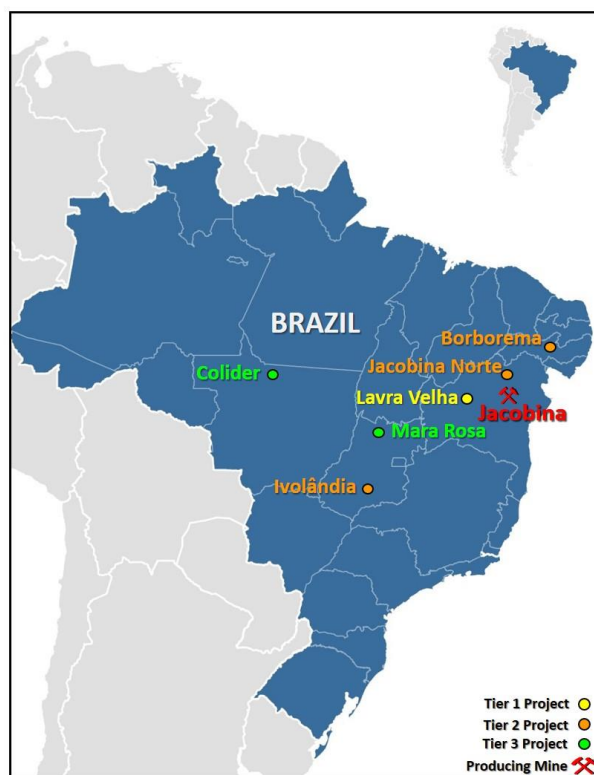 BRAZIL
Borborema
Jacobina Norte
Colider
Lavra Velha
Jacobina
Mara Rosa
Ivolândia
Tier 1 Project
Tier 2 Project
Tier 3 Project
Producing Mine